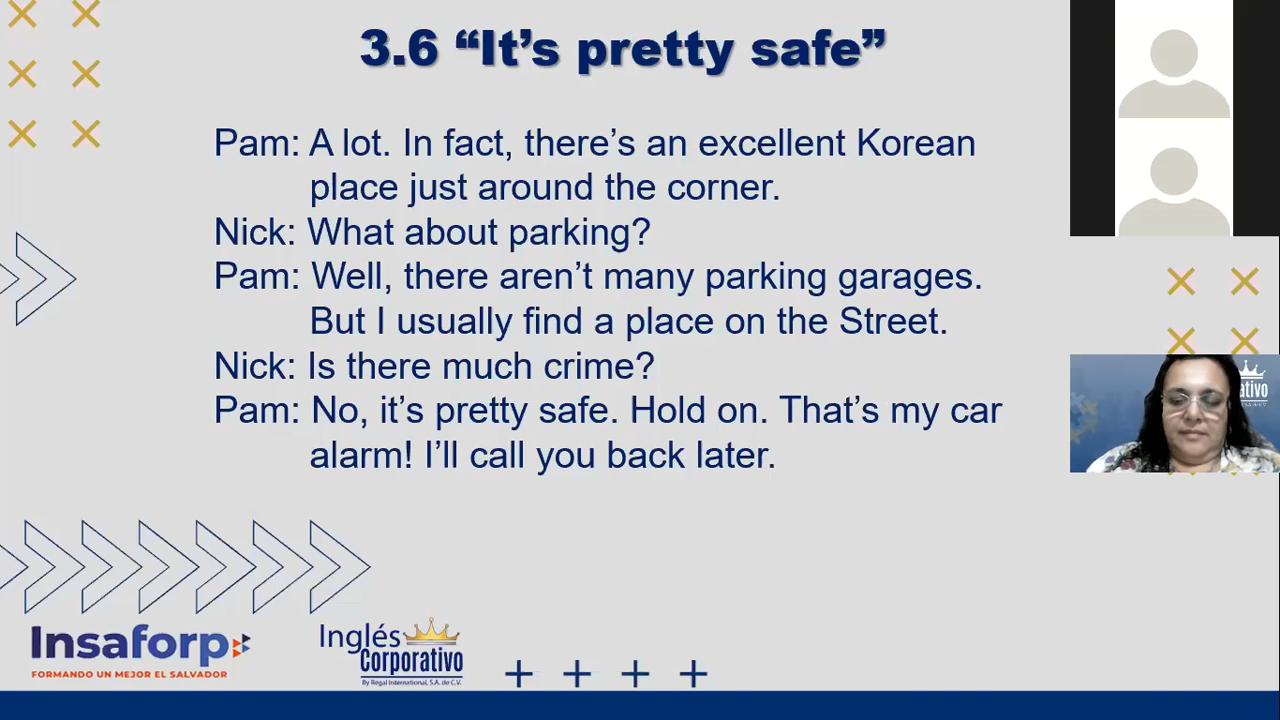 3.6 “It’s pretty safe”
Pam: A lot. In fact, there’s an excellent Korean
place just around the corner.
Nick: What about parking?
Pam: Well, there aren’t many parking garages.
But I usually find a place on the Street.
Nick: Is there much crime?
Pam: No, it’s pretty safe. Hold on. That’s my car
alarm! I’ll call you back later.
Insaforp
FORMANDO UN MEJOR EL SALVADOR
Inglés
Corporativo
By Regal International, S.A. de C.V.